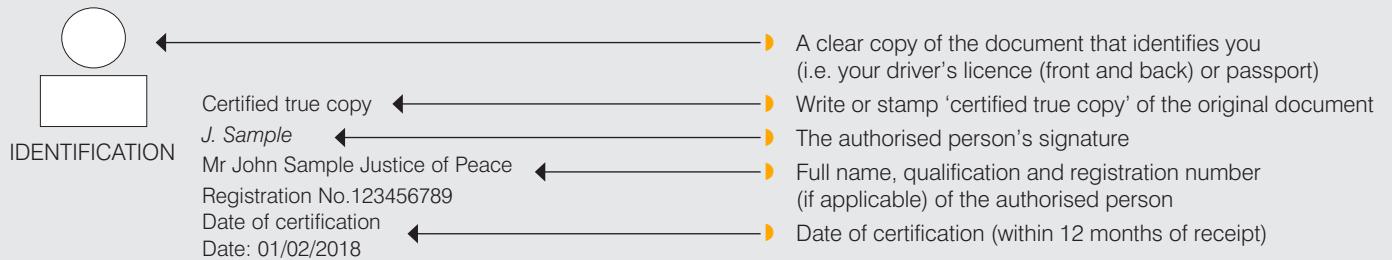 IDENTIFICATION
Certified true copy
J. Sample
Mr John Sample Justice of Peace
Registration No.123456789
Date of certification
Date: 01/02/2018
A clear copy of the document that identifies you
(i.e. your driver’s licence (front and back) or passport)
Write or stamp ‘certified true copy’ of the original document
The authorised person’s signature
Full name, qualification and registration number
(if applicable) of the authorised person
Date of certification (within 12 months of receipt)